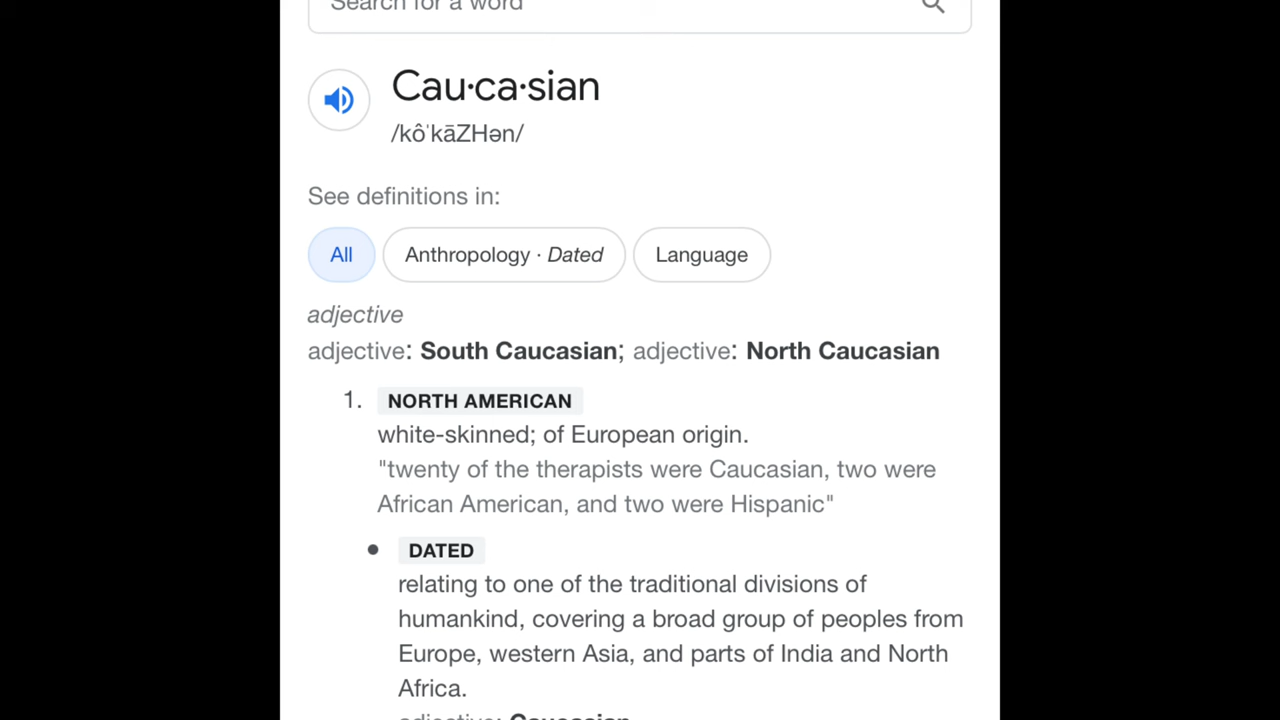 Search for a word
Cau·ca·sian
/kôˈkāZHən/
See definitions in:
All
Anthropology · Dated
Language
adjective
adjective: South Caucasian; adjective: North Caucasian
1. NORTH AMERICAN
white-skinned; of European origin.
"twenty of the therapists were Caucasian, two were
African American, and two were Hispanic"
• DATED
relating to one of the traditional divisions of
humankind, covering a broad group of peoples from
Europe, western Asia, and parts of India and North
Africa.
adjective: Caucasian